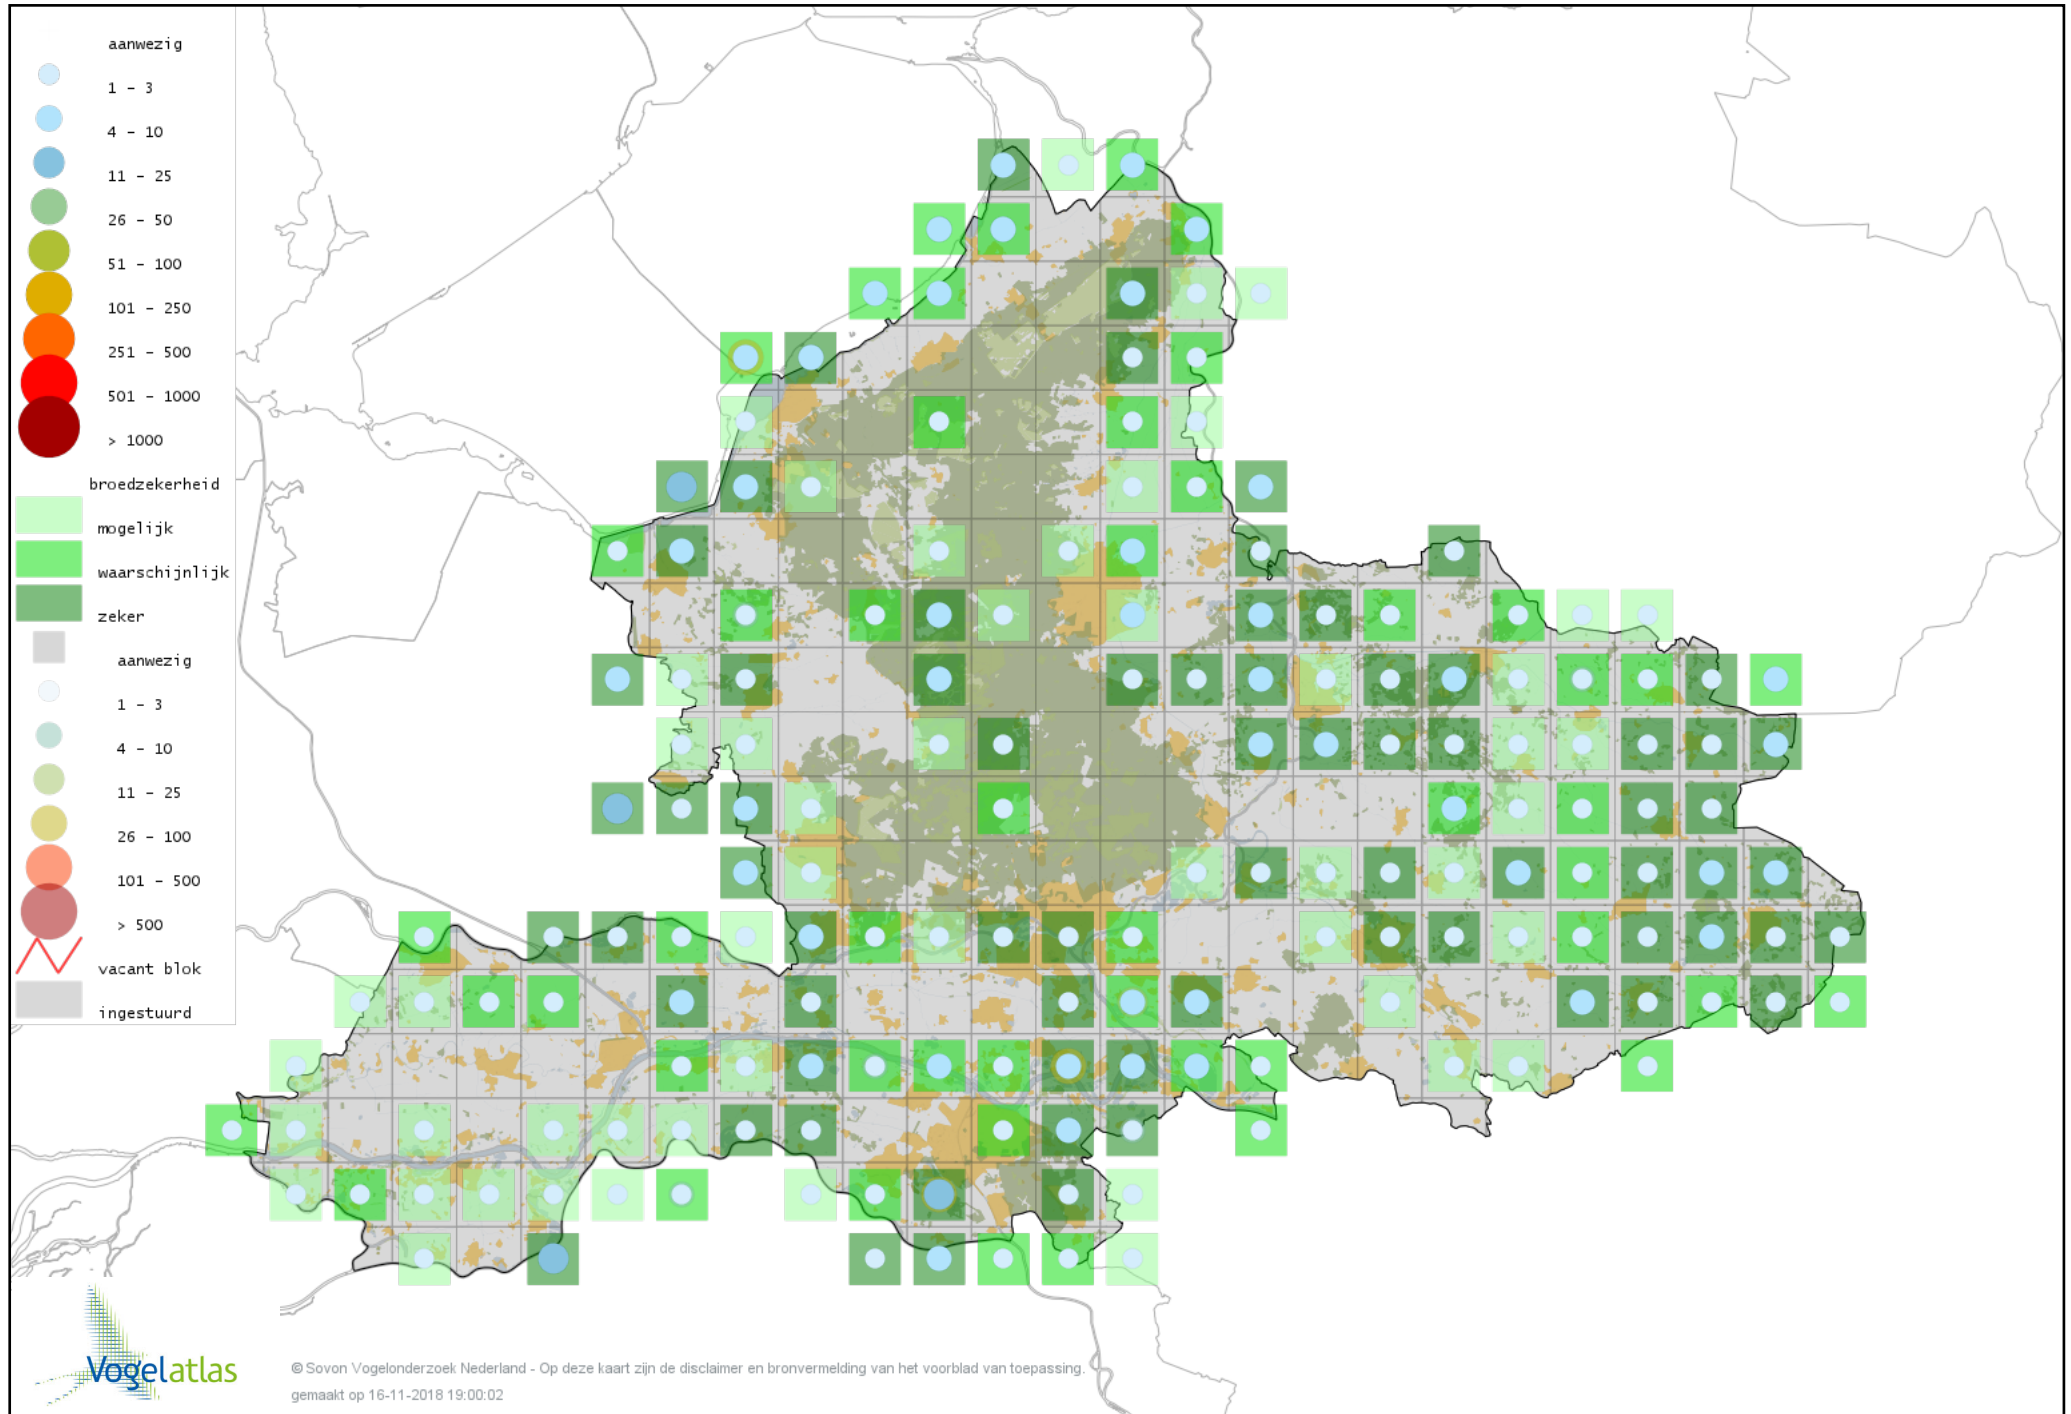 aanwezig
1 - 3
4 - 10
11 - 25
26 - 50
51 - 100
101 - 250
251 - 500
501 - 1000
> 1000
broedzekerheid
mogelijk
waarschijnlijk
zeker
aanwezig
1 - 3
4 - 10
11 - 25
26 - 100
101 - 500
> 500
vacant blok
ingestuurd
Vogelatlas
© Sovon Vogelonderzoek Nederland - Op deze kaart zijn de disclaimer en bronvermelding van het voorblad van toepassing.
gemaakt op 16-11-2018 19:00:02